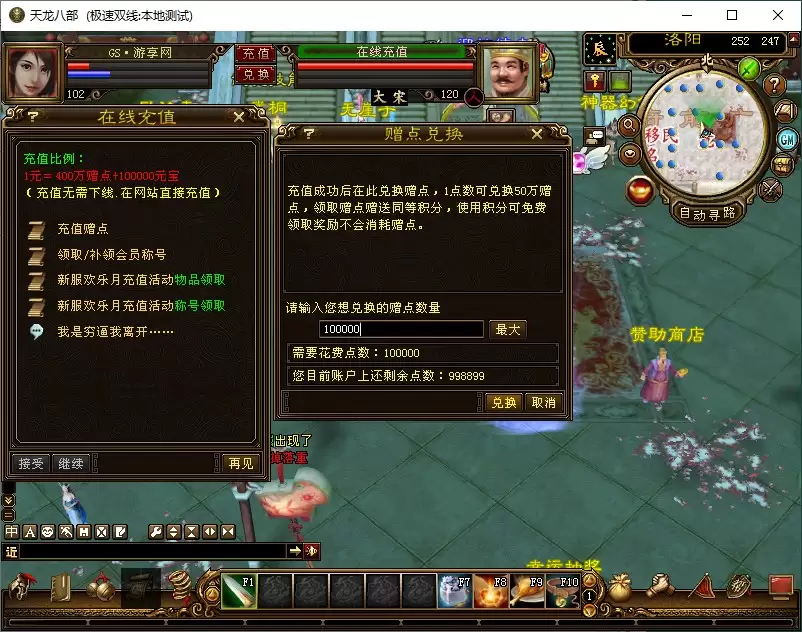 天龙八部 (极速双线:本地测试)
GS·游享网
充值
兑换
在线充值
102
大宋
120
辰
洛阳
252 247
北
GM
自动寻路
移民
在线充值
充值比例：
1元＝400万赠点+100000元宝
（充值无需下线.在网站直接充值）
充值赠点
领取/补领会员称号
新服欢乐月充值活动物品领取
新服欢乐月充值活动称号领取
我是穷逼我离开……
接受
继续
再见
赠点兑换
充值成功后在此兑换赠点，1点数可兑换50万赠
点，领取赠点赠送同等积分，使用积分可免费
领取奖励不会消耗赠点。
请输入您想兑换的赠点数量
100000
最大
需要花费点数：100000
您目前账户上还剩余点数：998899
兑换
取消
赞助商店
出现了
中 A
近
幸运抽奖
F1
F7
F8
F9
F10
1